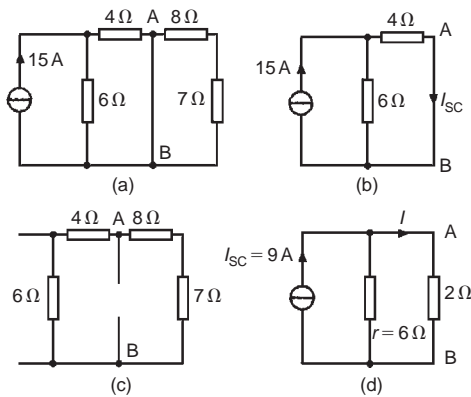 4 Ω A 8 Ω
15 A
6 Ω
7 Ω
B
(a)
4 Ω A
15 A
6 Ω
I_SC
B
(b)
4 Ω A 8 Ω
6 Ω
7 Ω
B
(c)
I A
I_SC = 9 A
2 Ω
r = 6 Ω
B
(d)